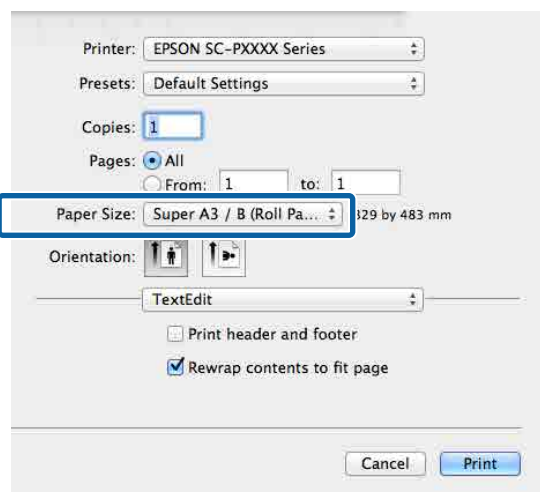 Printer: EPSON SC-PXXXX Series
Presets: Default Settings
Copies: 1
Pages: All
From: 1 to: 1
Paper Size: Super A3 / B (Roll Pa... 329 by 483 mm
Orientation:
TextEdit
Print header and footer
Rewrap contents to fit page
Cancel Print